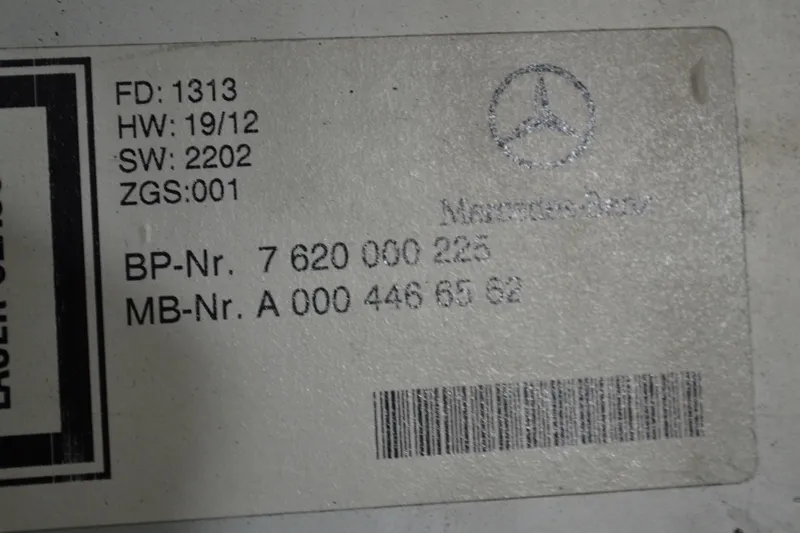 FD: 1313
HW: 19/12
SW: 2202
ZGS:001
Mercedes-Benz
BP-Nr. 7 620 000 225
MB-Nr. A 000 446 65 62